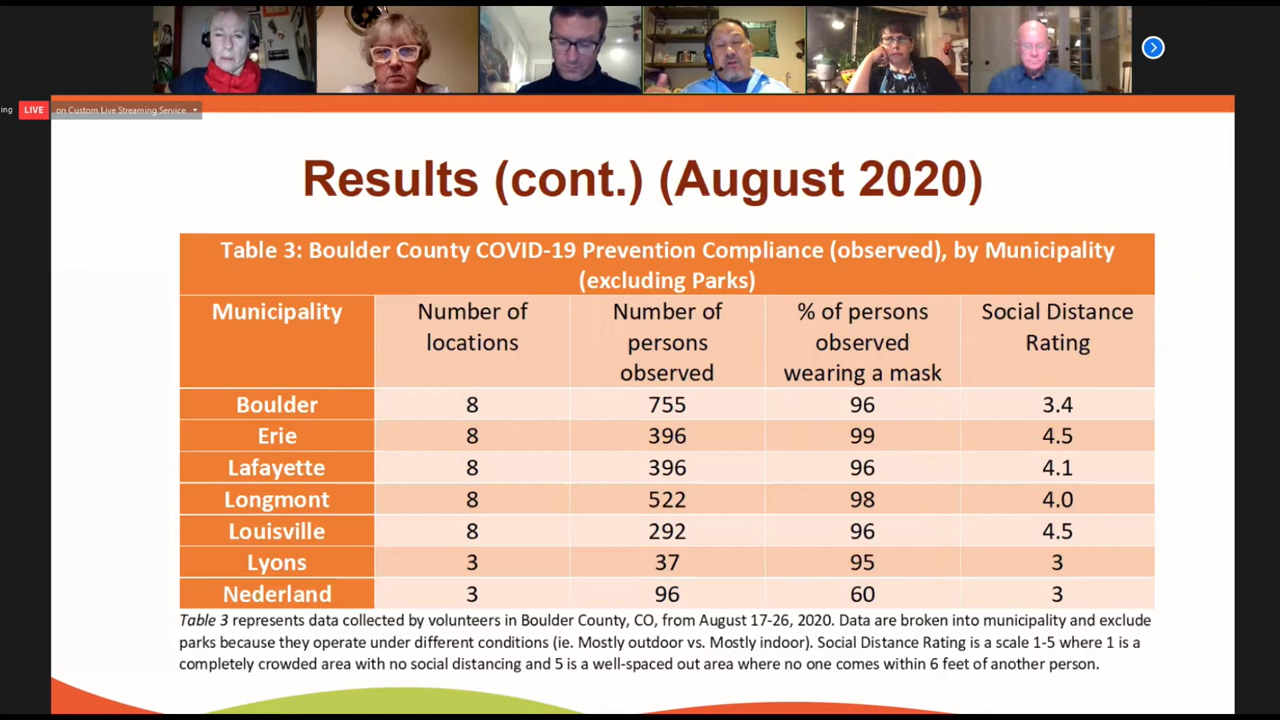 ing LIVE on Custom Live Streaming Service
Results (cont.) (August 2020)
Table 3: Boulder County COVID-19 Prevention Compliance (observed), by Municipality
(excluding Parks)
Municipality Number of locations Number of persons observed % of persons observed wearing a mask Social Distance Rating
Boulder 8 755 96 3.4
Erie 8 396 99 4.5
Lafayette 8 396 96 4.1
Longmont 8 522 98 4.0
Louisville 8 292 96 4.5
Lyons 3 37 95 3
Nederland 3 96 60 3
Table 3 represents data collected by volunteers in Boulder County, CO, from August 17-26, 2020. Data are broken into municipality and exclude
parks because they operate under different conditions (ie. Mostly outdoor vs. Mostly indoor). Social Distance Rating is a scale 1-5 where 1 is a
completely crowded area with no social distancing and 5 is a well-spaced out area where no one comes within 6 feet of another person.